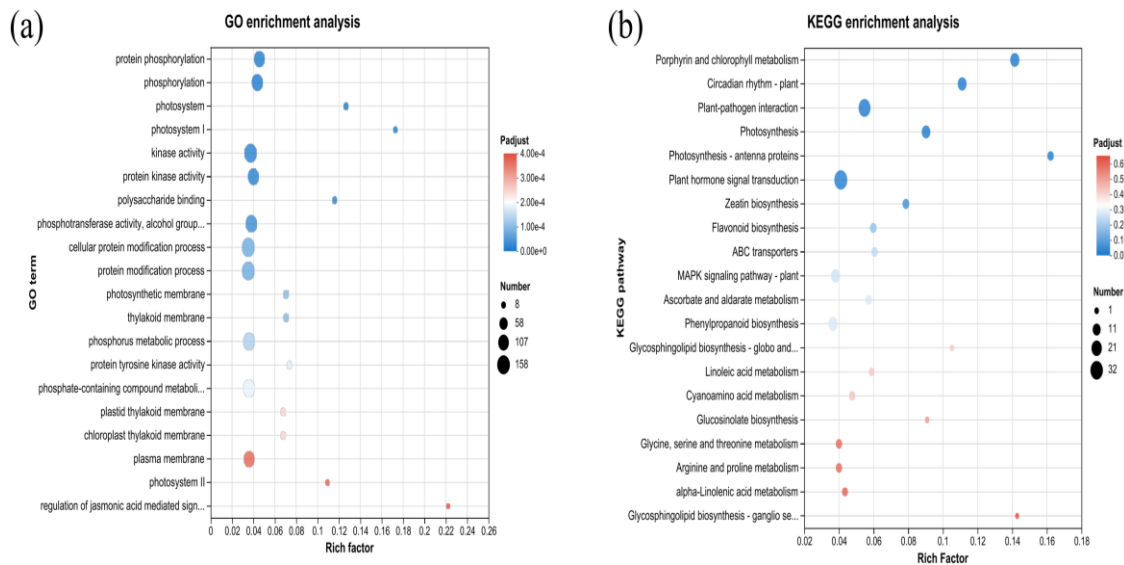 (a)
GO enrichment analysis
protein phosphorylation
phosphorylation
photosystem
photosystem I
kinase activity
protein kinase activity
polysaccharide binding
phosphotransferase activity, alcohol group...
cellular protein modification process
protein modification process
photosynthetic membrane
thylakoid membrane
phosphorus metabolic process
protein tyrosine kinase activity
phosphate-containing compound metaboli...
plastid thylakoid membrane
chloroplast thylakoid membrane
plasma membrane
photosystem II
regulation of jasmonic acid mediated sign...
GO term
0 0.02 0.04 0.06 0.08 0.1 0.12 0.14 0.16 0.18 0.2 0.22 0.24 0.26
Rich factor
Padjust
4.00e-4
3.00e-4
2.00e-4
1.00e-4
0.00e+0
Number
8
58
107
158
(b)
KEGG enrichment analysis
Porphyrin and chlorophyll metabolism
Circadian rhythm - plant
Plant-pathogen interaction
Photosynthesis
Photosynthesis - antenna proteins
Plant hormone signal transduction
Zeatin biosynthesis
Flavonoid biosynthesis
ABC transporters
MAPK signaling pathway - plant
Ascorbate and aldarate metabolism
Phenylpropanoid biosynthesis
Glycosphingolipid biosynthesis - globo and...
Linoleic acid metabolism
Cyanoamino acid metabolism
Glucosinolate biosynthesis
Glycine, serine and threonine metabolism
Arginine and proline metabolism
alpha-Linolenic acid metabolism
Glycosphingolipid biosynthesis - ganglio se...
KEGG pathway
0.02 0.04 0.06 0.08 0.1 0.12 0.14 0.16 0.18
Rich Factor
Padjust
0.6
0.5
0.4
0.3
0.2
0.1
0.0
Number
1
11
21
32